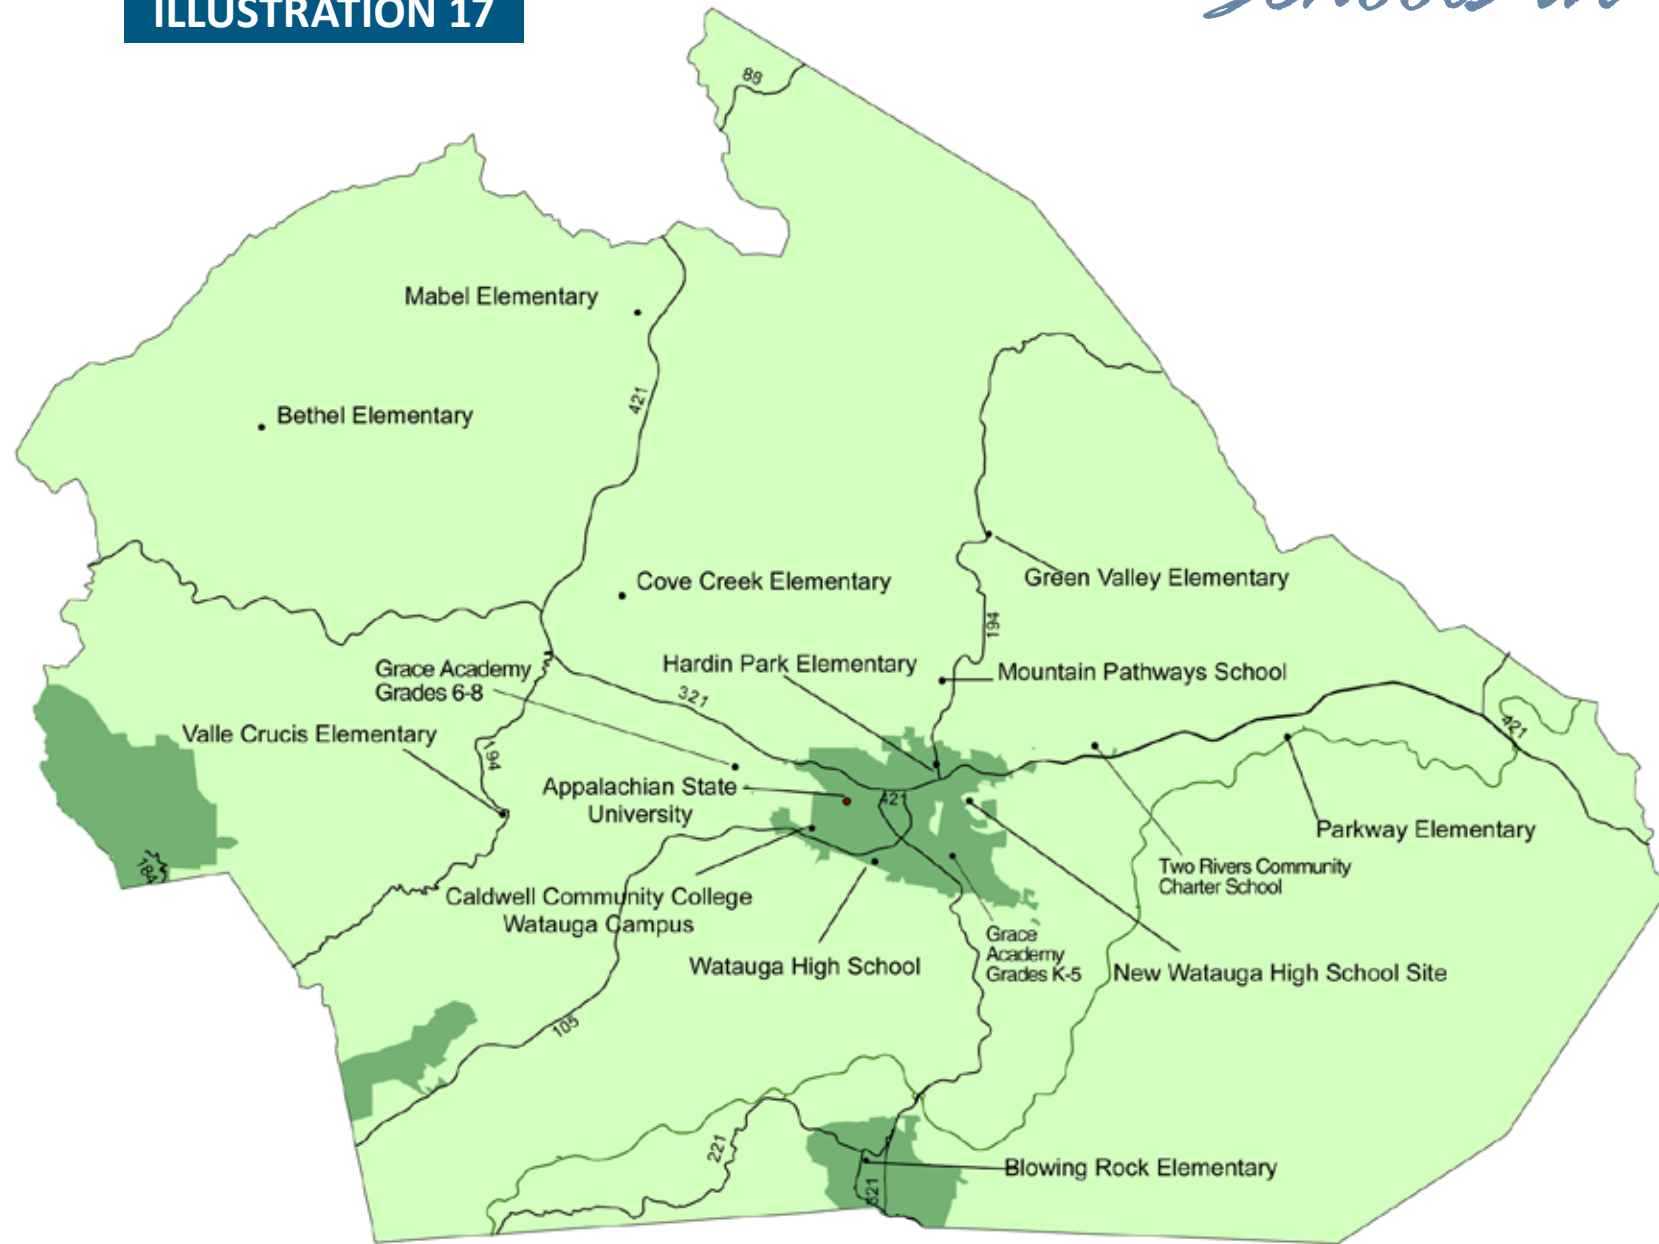 ILLUSTRATION 17
Schools in
88
Mabel Elementary
421
Bethel Elementary
Cove Creek Elementary
Green Valley Elementary
194
Grace Academy
Grades 6-8
Hardin Park Elementary
Mountain Pathways School
321
Valle Crucis Elementary
194
421
Appalachian State
University
421
Parkway Elementary
Two Rivers Community
Charter School
184
Caldwell Community College
Watauga Campus
Grace
Academy
Grades K-5
Watauga High School
New Watauga High School Site
105
221
Blowing Rock Elementary
321